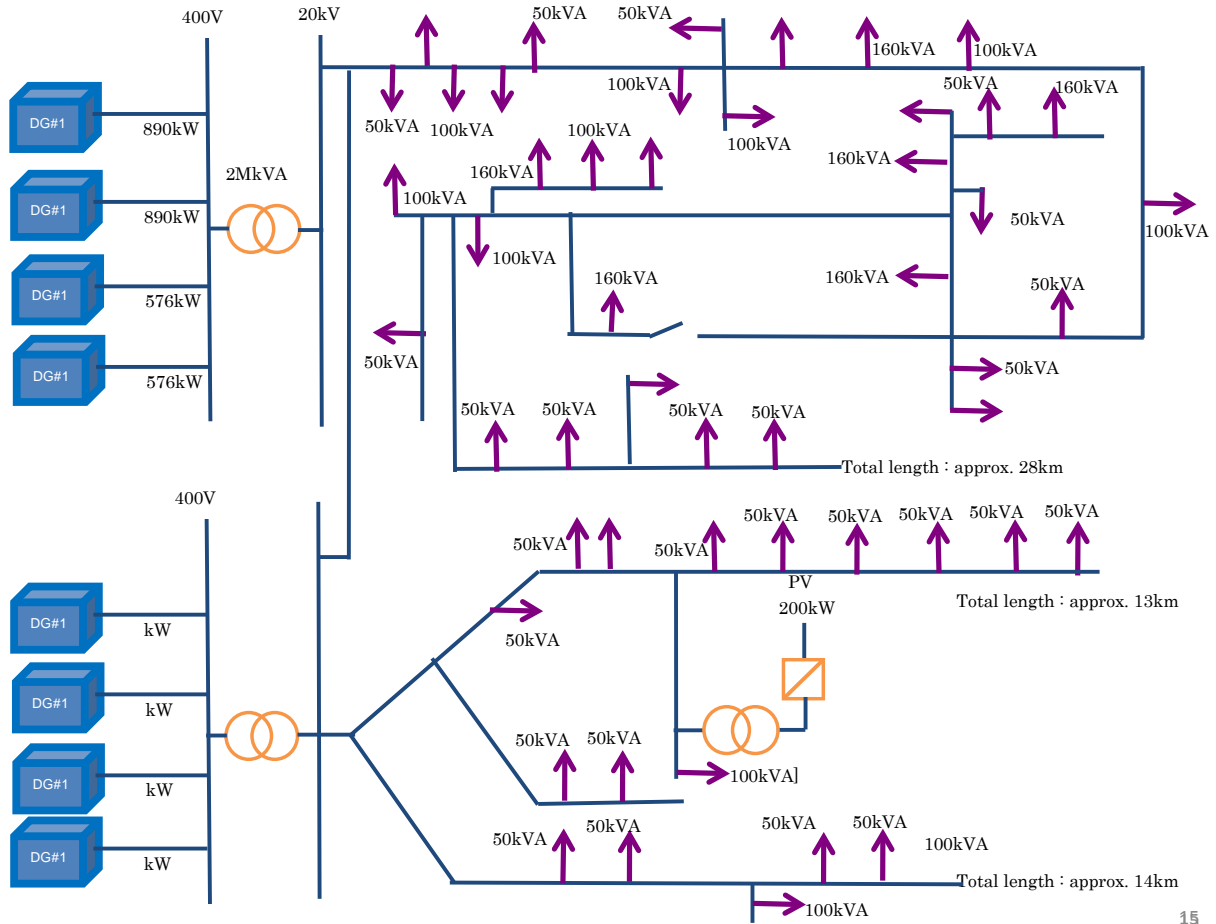 400V
20kV
50kVA
50kVA
160kVA
100kVA
DG#1
890kW
50kVA
100kVA
100kVA
100kVA
50kVA
160kVA
2MkVA
DG#1
890kW
100kVA
160kVA
100kVA
160kVA
50kVA
100kVA
100kVA
DG#1
576kW
160kVA
160kVA
50kVA
DG#1
576kW
50kVA
50kVA
50kVA
50kVA
50kVA
50kVA
Total length : approx. 28km
400V
50kVA
50kVA
50kVA
50kVA
50kVA
50kVA
50kVA
PV
200kW
Total length : approx. 13km
DG#1
kW
50kVA
DG#1
kW
50kVA
50kVA
DG#1
kW
100kVA]
DG#1
kW
50kVA
50kVA
50kVA
50kVA
100kVA
Total length : approx. 14km
100kVA
15